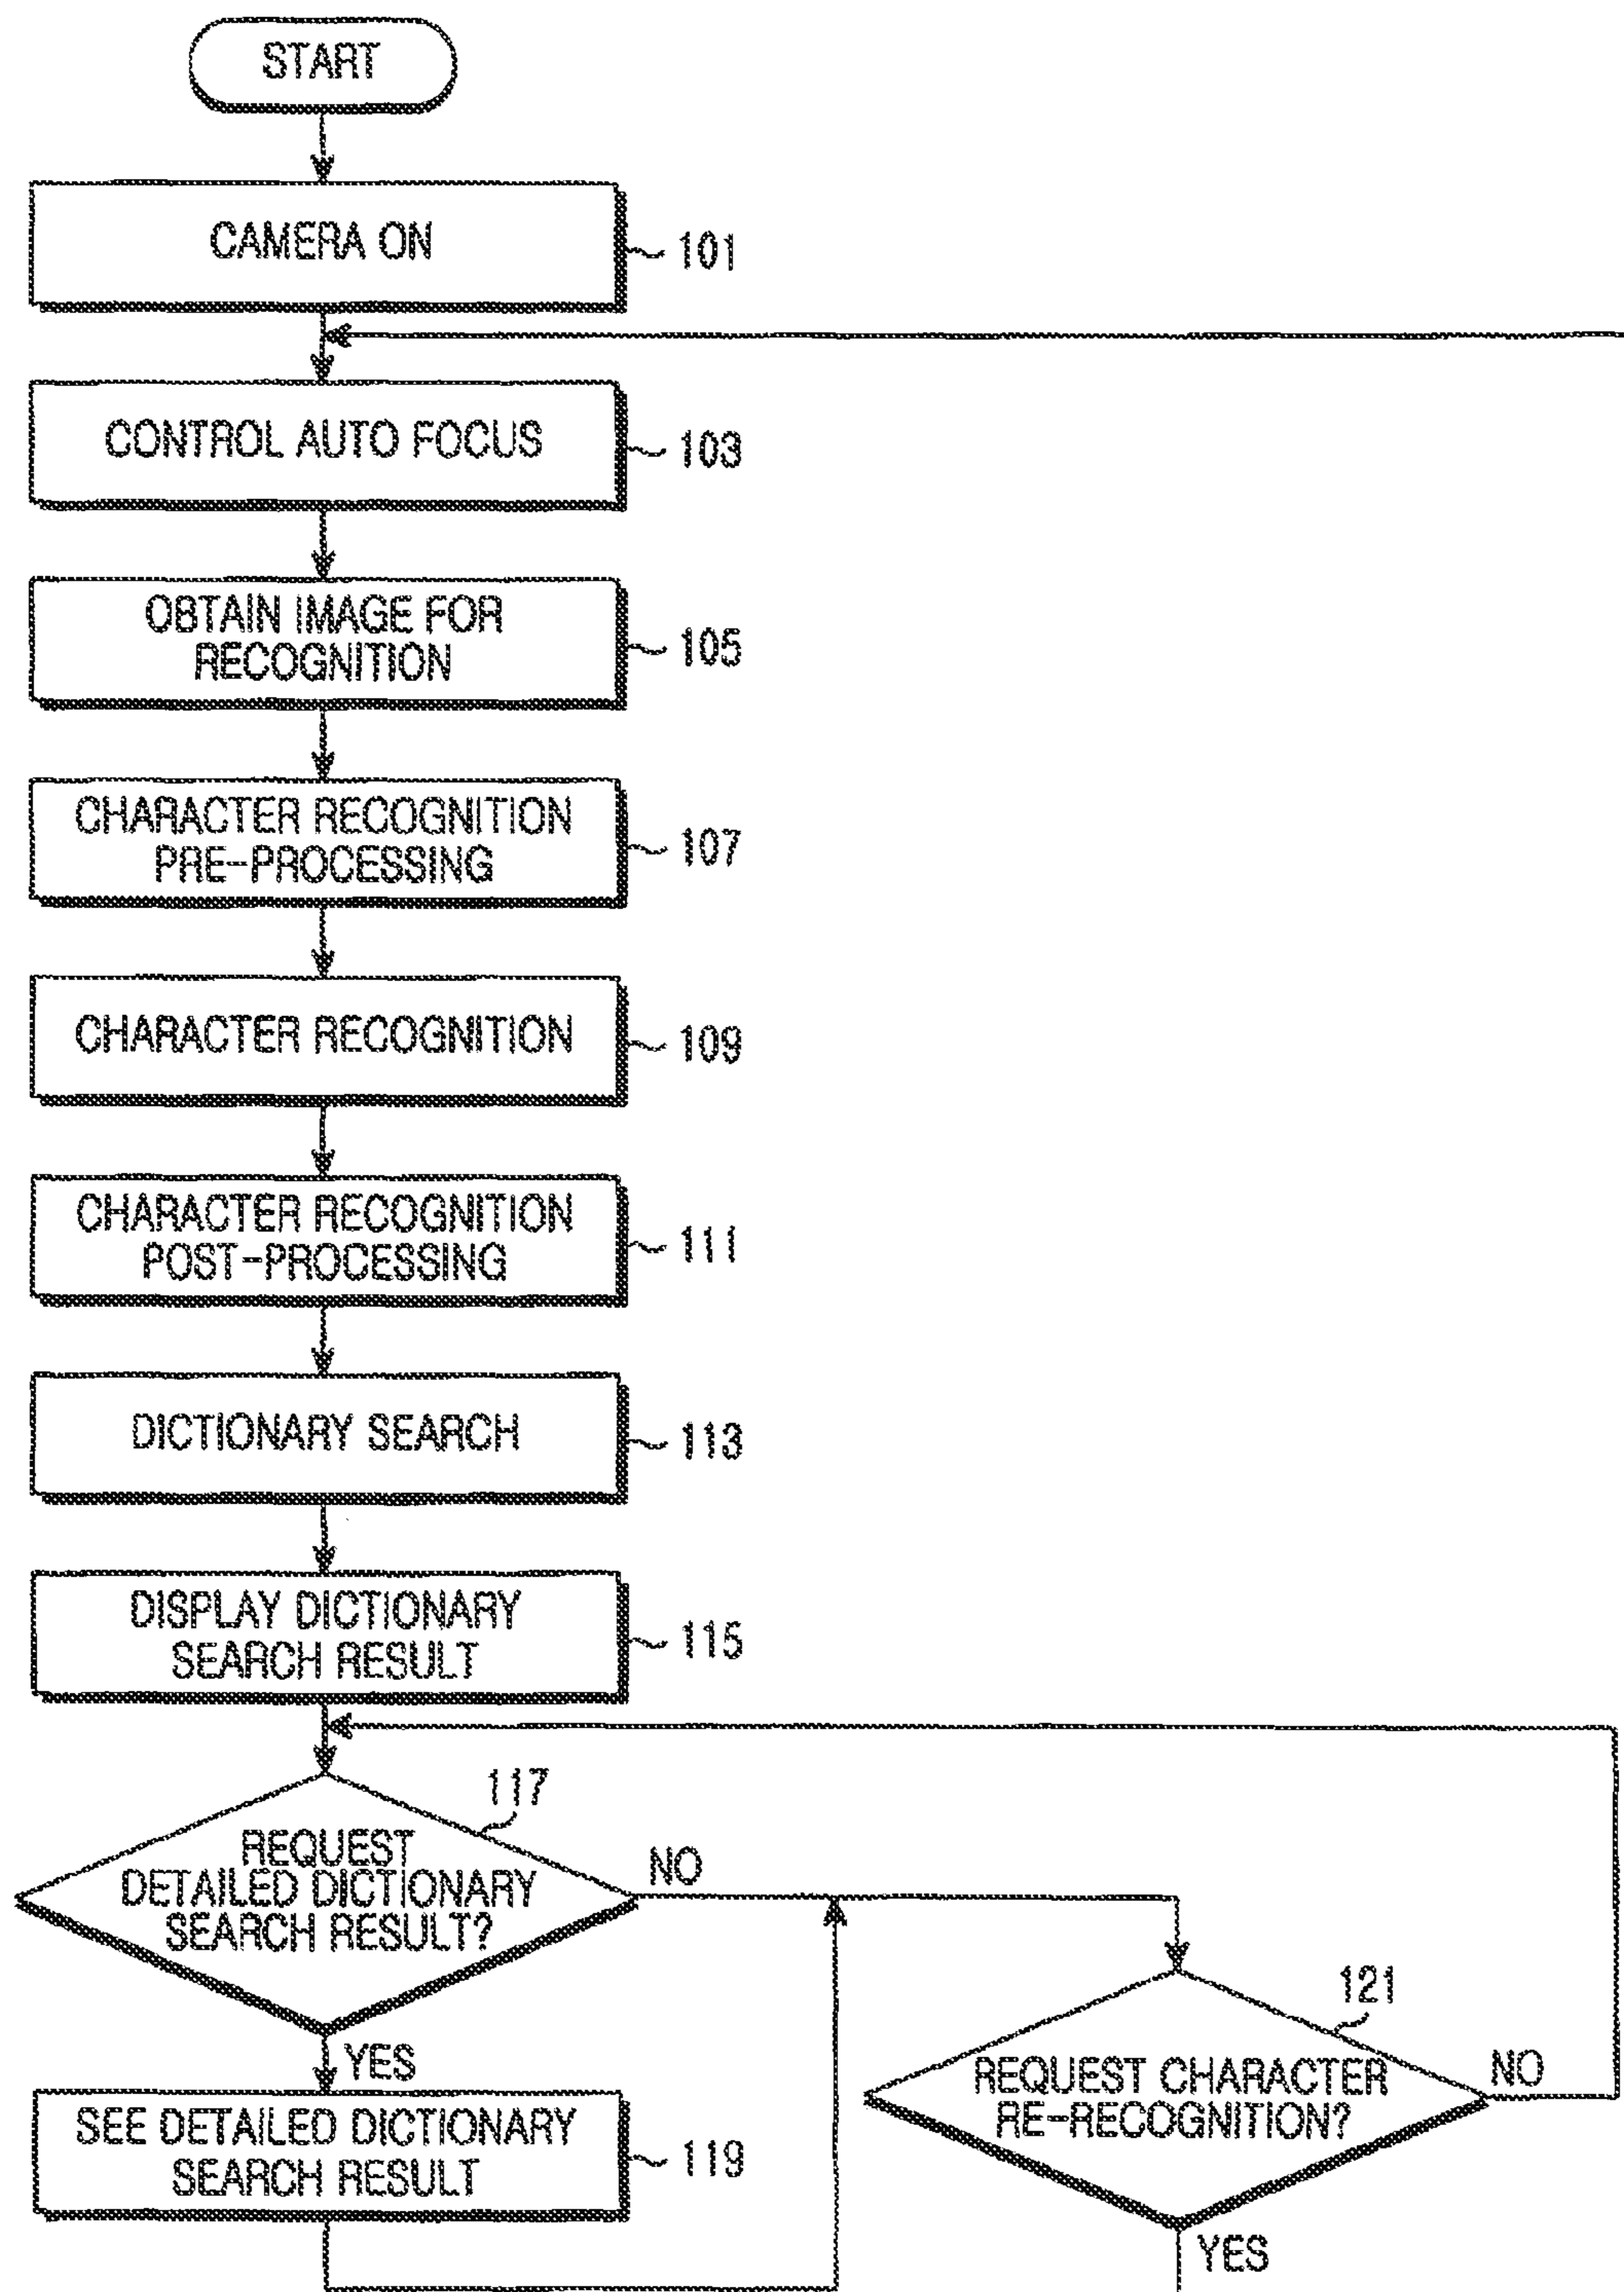 START
CAMERA ON
101
CONTROL AUTO FOCUS
103
OBTAIN IMAGE FOR
RECOGNITION
105
CHARACTER RECOGNITION
PRE-PROCESSING
107
CHARACTER RECOGNITION
109
CHARACTER RECOGNITION
POST-PROCESSING
111
DICTIONARY SEARCH
113
DISPLAY DICTIONARY
SEARCH RESULT
115
117
REQUEST
DETAILED DICTIONARY
SEARCH RESULT?
NO
YES
SEE DETAILED DICTIONARY
SEARCH RESULT
119
121
REQUEST CHARACTER
RE-RECOGNITION?
NO
YES